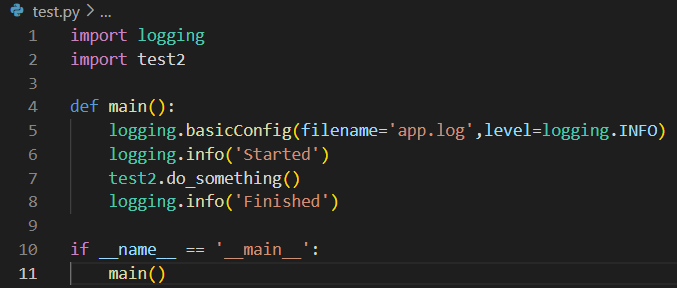 test.py > ...
1 import logging
2 import test2
3
4 def main():
5     logging.basicConfig(filename='app.log',level=logging.INFO)
6     logging.info('Started')
7     test2.do_something()
8     logging.info('Finished')
9
10 if __name__ == '__main__':
11     main()